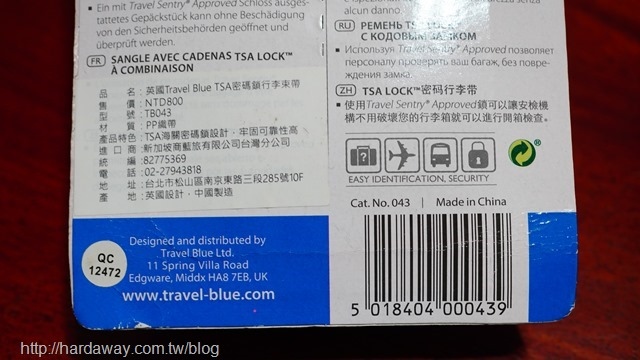 Ein mit Travel Sentry® Approved Schloss ausges-
tattetes Gepäckstück kann ohne Beschädigung
von den Sicherheitsbehörden geöffnet und
überprüft werden.
FR SANGLE AVEC CADENAS TSA LOCK™
À COMBINAISON
品 名：英國Travel Blue TSA密碼鎖行李束帶
售 價：NTD800
型 號：TB043
材 質：PP織帶
產品特色：TSA海關密碼鎖設計，牢固可靠性高
進 口 商：新加坡商藍旅有限公司台灣分公司
統 編：82775369
電 話：02-27943818
地 址：台北市松山區南京東路三段285號10F
產 地：英國設計，中國製造
alcun danno
RU РЕМЕНЬ TSA LOCK™
С КОДОВЫМ ЗАМКОМ
Используя Travel Sentry® Approved позволяет
персоналу проверять ваш багаж, без повре-
ждения замка.
ZH TSA LOCK™密码行李带
使用Travel Sentry® Approved鎖可以讓安檢機
構不用破壞您的行李箱就可以進行開箱檢查。
EASY IDENTIFICATION, SECURITY
Cat. No. 043 | Made in China
5 018404 000439
QC
12472
Designed and distributed by
Travel Blue Ltd.
11 Spring Villa Road
Edgware, Middx HA8 7EB, UK
www.travel-blue.com
http://hardaway.com.tw/blog